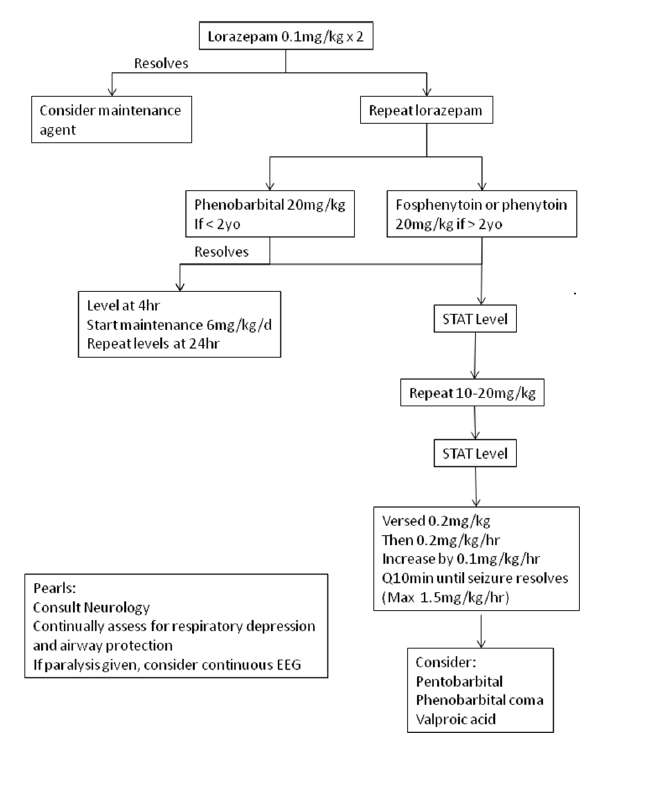 Lorazepam 0.1mg/kg x 2
Resolves
Consider maintenance
agent
Repeat lorazepam
Phenobarbital 20mg/kg
If < 2yo
Fosphenytoin or phenytoin
20mg/kg if > 2yo
Resolves
Level at 4hr
Start maintenance 6mg/kg/d
Repeat levels at 24hr
STAT Level
Repeat 10-20mg/kg
STAT Level
Versed 0.2mg/kg
Then 0.2mg/kg/hr
Increase by 0.1mg/kg/hr
Q10min until seizure resolves
(Max 1.5mg/kg/hr)
Pearls:
Consult Neurology
Continually assess for respiratory depression
and airway protection
If paralysis given, consider continuous EEG
Consider:
Pentobarbital
Phenobarbital coma
Valproic acid